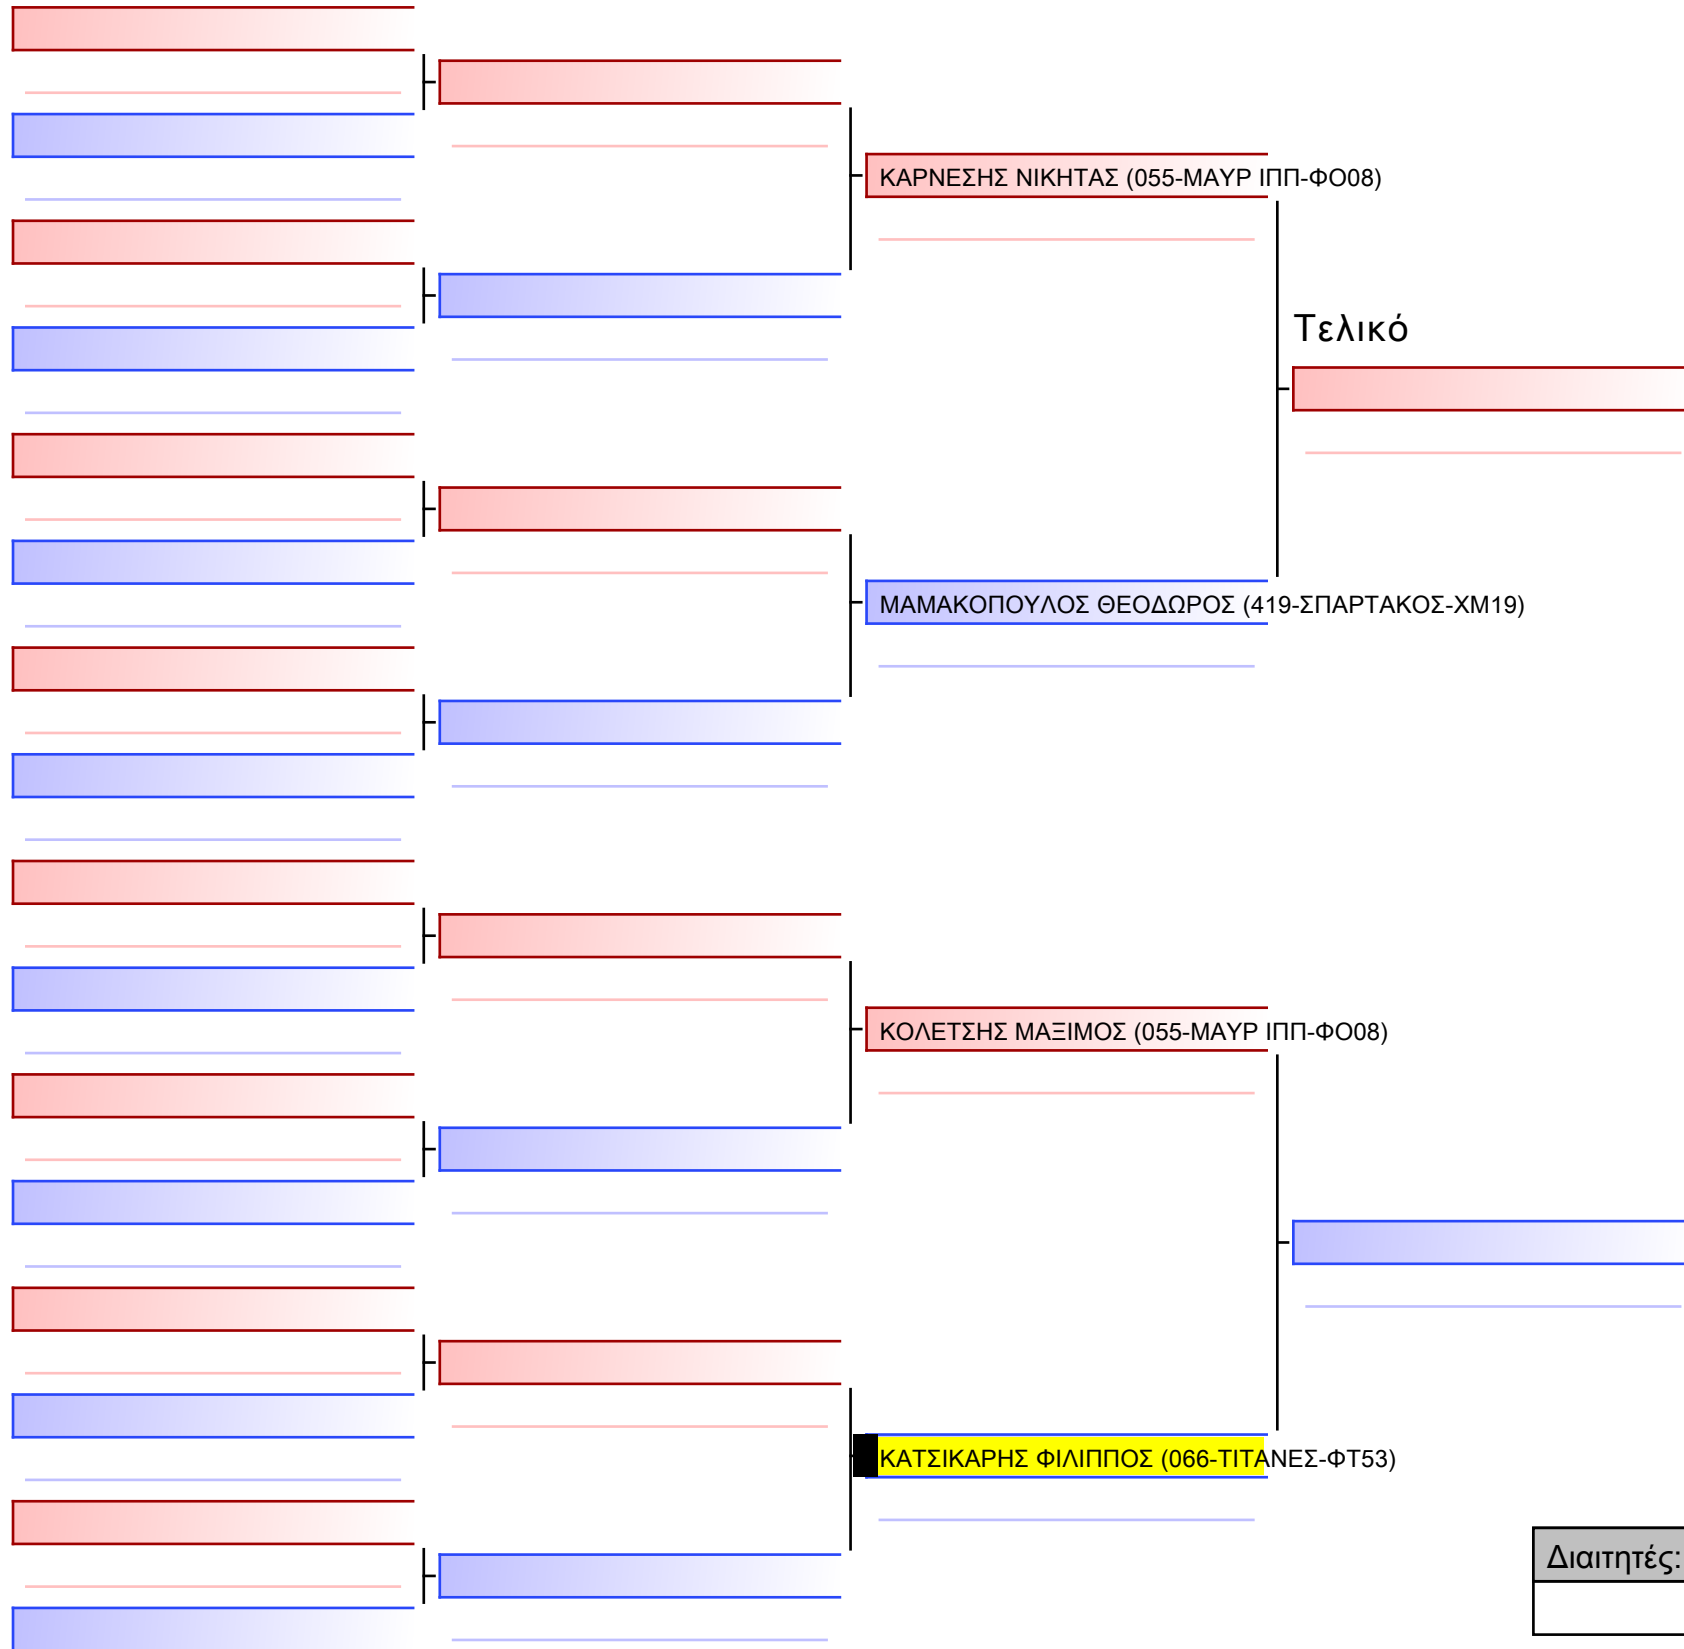 ΚΑΡΝΕΣΗΣ ΝΙΚΗΤΑΣ (055-ΜΑΥΡ ΙΠΠ-ΦΟ08)
Τελικό
ΜΑΜΑΚΟΠΟΥΛΟΣ ΘΕΟΔΩΡΟΣ (419-ΣΠΑΡΤΑΚΟΣ-ΧΜ19)
ΚΟΛΕΤΣΗΣ ΜΑΞΙΜΟΣ (055-ΜΑΥΡ ΙΠΠ-ΦΟ08)
ΚΑΤΣΙΚΑΡΗΣ ΦΙΛΙΠΠΟΣ (066-ΤΙΤΑΝΕΣ-ΦΤ53)
Διαιτητές: